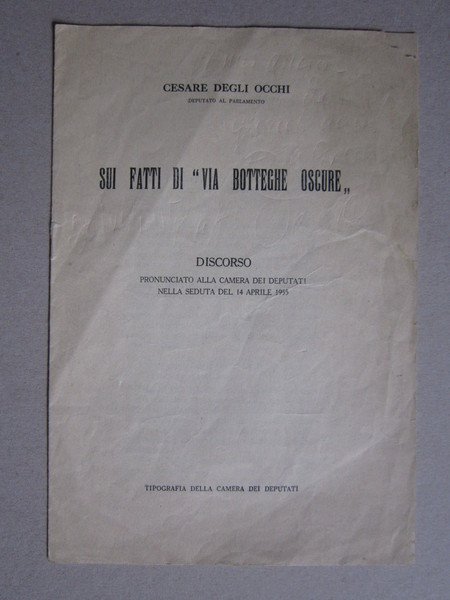 CESARE DEGLI OCCHI
DEPUTATO AL PARLAMENTO
SUI FATTI DI “VIA BOTTEGHE OSCURE„
DISCORSO
PRONUNCIATO ALLA CAMERA DEI DEPUTATI
NELLA SEDUTA DEL 14 APRILE 1955
TIPOGRAFIA DELLA CAMERA DEI DEPUTATI